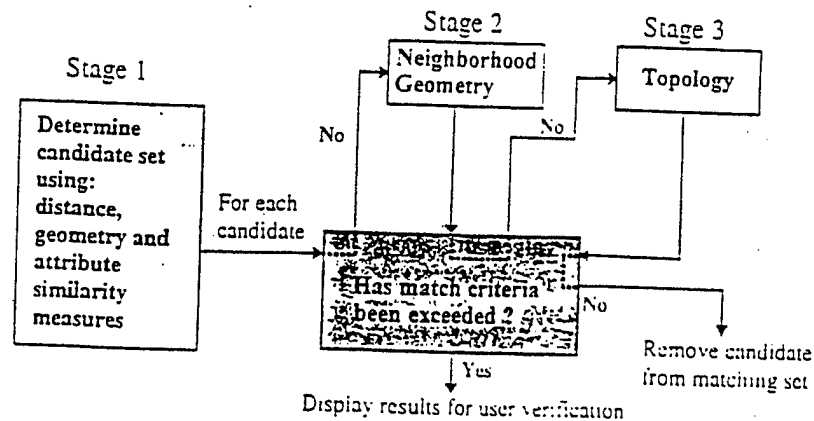 Stage 1
Determine
candidate set
using:
distance,
geometry and
attribute
similarity
measures
For each
candidate
Stage 2
Neighborhood
Geometry
No
Stage 3
Topology
No
Has match criteria
been exceeded ?
No
Remove candidate
from matching set
Yes
Display results for user verification